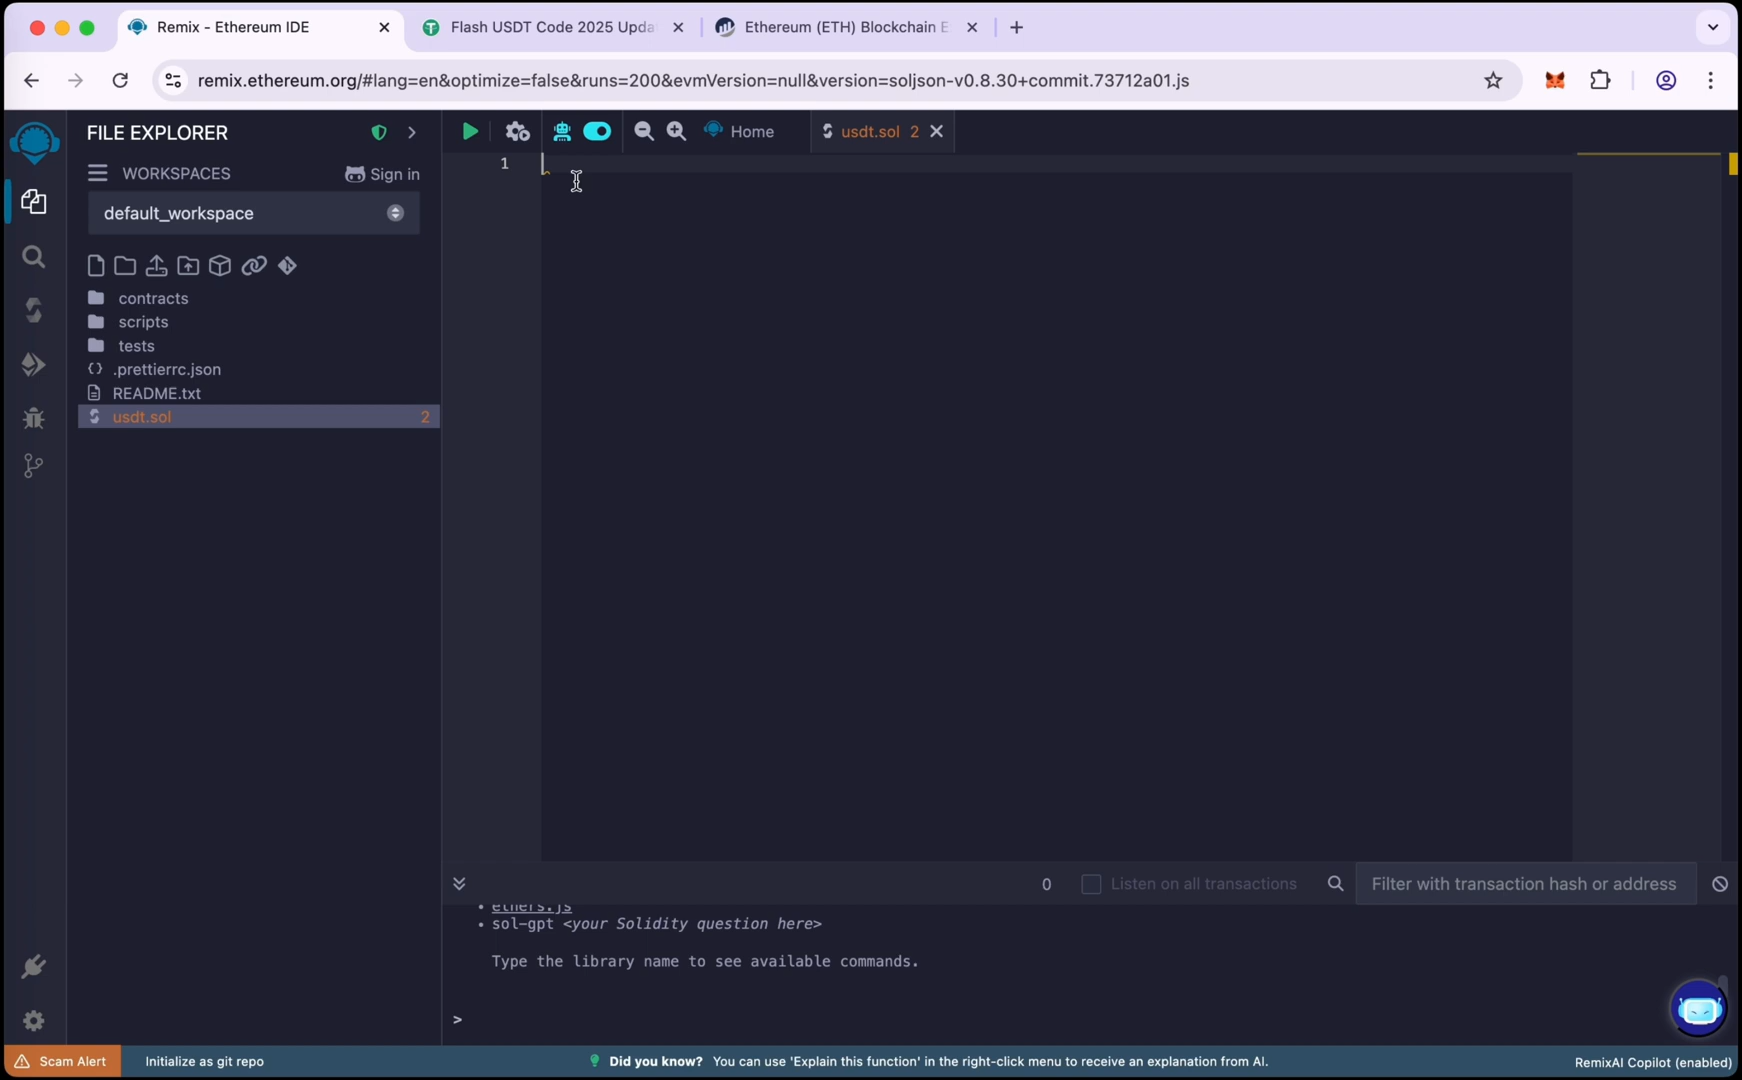 Remix - Ethereum IDE
Flash USDT Code 2025 Upda
Ethereum (ETH) Blockchain E
remix.ethereum.org/#lang=en&optimize=false&runs=200&evmVersion=null&version=soljson-v0.8.30+commit.73712a01.js
FILE EXPLORER
Home
usdt.sol 2
WORKSPACES
Sign in
default_workspace
1
contracts
scripts
tests
.prettierrc.json
README.txt
usdt.sol 2
0
Listen on all transactions
Filter with transaction hash or address
• ethers.js
• sol-gpt <your Solidity question here>
Type the library name to see available commands.
>
Scam Alert
Initialize as git repo
Did you know? You can use 'Explain this function' in the right-click menu to receive an explanation from AI.
RemixAI Copilot (enabled)